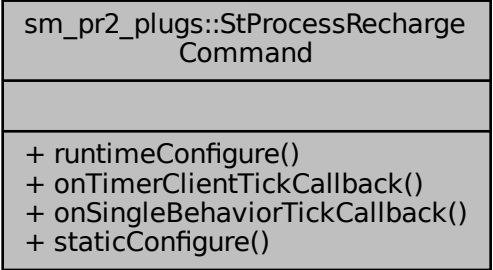 sm_pr2_plugs::StProcessRecharge
Command
+ runtimeConfigure()
+ onTimerClientTickCallback()
+ onSingleBehaviorTickCallback()
+ staticConfigure()